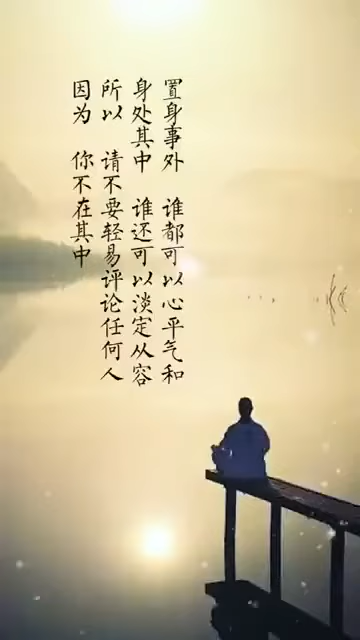 置身事外 谁都可以心平气和
身处其中 谁还可以淡定从容
所以 请不要轻易评论任何人
因为 你不在其中